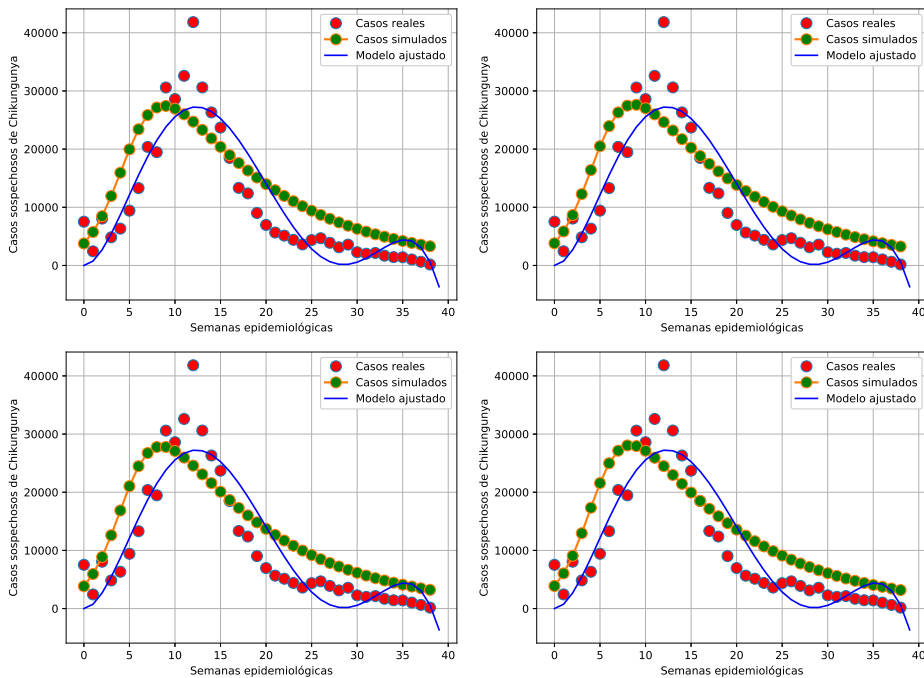 Casos sospechosos de Chikungunya
40000
30000
20000
10000
0
0 5 10 15 20 25 30 35 40
Semanas epidemiológicas
Casos reales
Casos simulados
Modelo ajustado
Casos sospechosos de Chikungunya
40000
30000
20000
10000
0
0 5 10 15 20 25 30 35 40
Semanas epidemiológicas
Casos reales
Casos simulados
Modelo ajustado
Casos sospechosos de Chikungunya
40000
30000
20000
10000
0
0 5 10 15 20 25 30 35 40
Semanas epidemiológicas
Casos reales
Casos simulados
Modelo ajustado
Casos sospechosos de Chikungunya
40000
30000
20000
10000
0
0 5 10 15 20 25 30 35 40
Semanas epidemiológicas
Casos reales
Casos simulados
Modelo ajustado